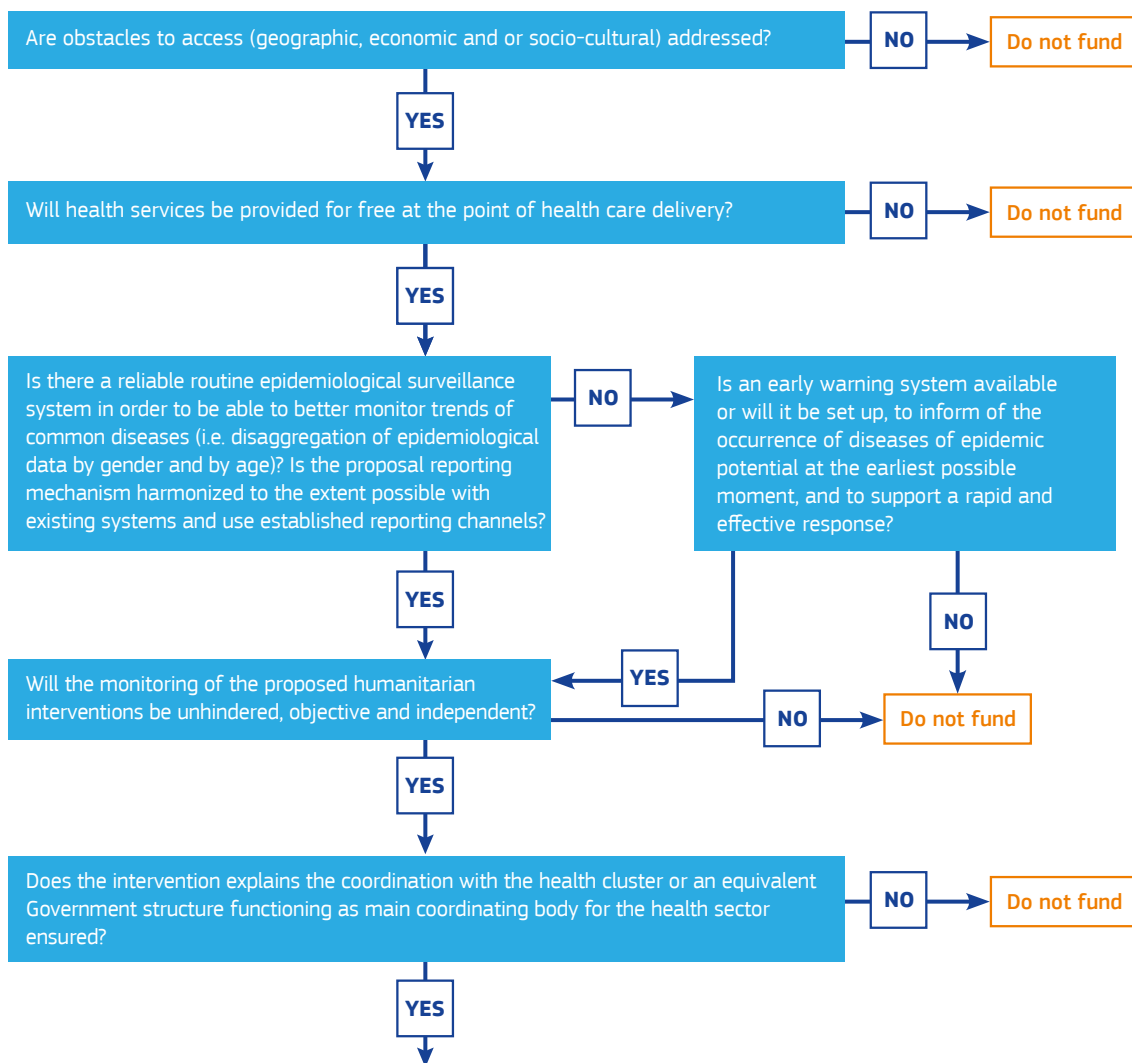 Are obstacles to access (geographic, economic and or socio-cultural) addressed?
NO
Do not fund
YES
Will health services be provided for free at the point of health care delivery?
NO
Do not fund
YES
Is there a reliable routine epidemiological surveillance
system in order to be able to better monitor trends of
common diseases (i.e. disaggregation of epidemiological
data by gender and by age)? Is the proposal reporting
mechanism harmonized to the extent possible with
existing systems and use established reporting channels?
NO
Is an early warning system available
or will it be set up, to inform of the
occurrence of diseases of epidemic
potential at the earliest possible
moment, and to support a rapid and
effective response?
YES
NO
YES
Will the monitoring of the proposed humanitarian
interventions be unhindered, objective and independent?
NO
Do not fund
YES
Does the intervention explains the coordination with the health cluster or an equivalent
Government structure functioning as main coordinating body for the health sector
ensured?
NO
Do not fund
YES